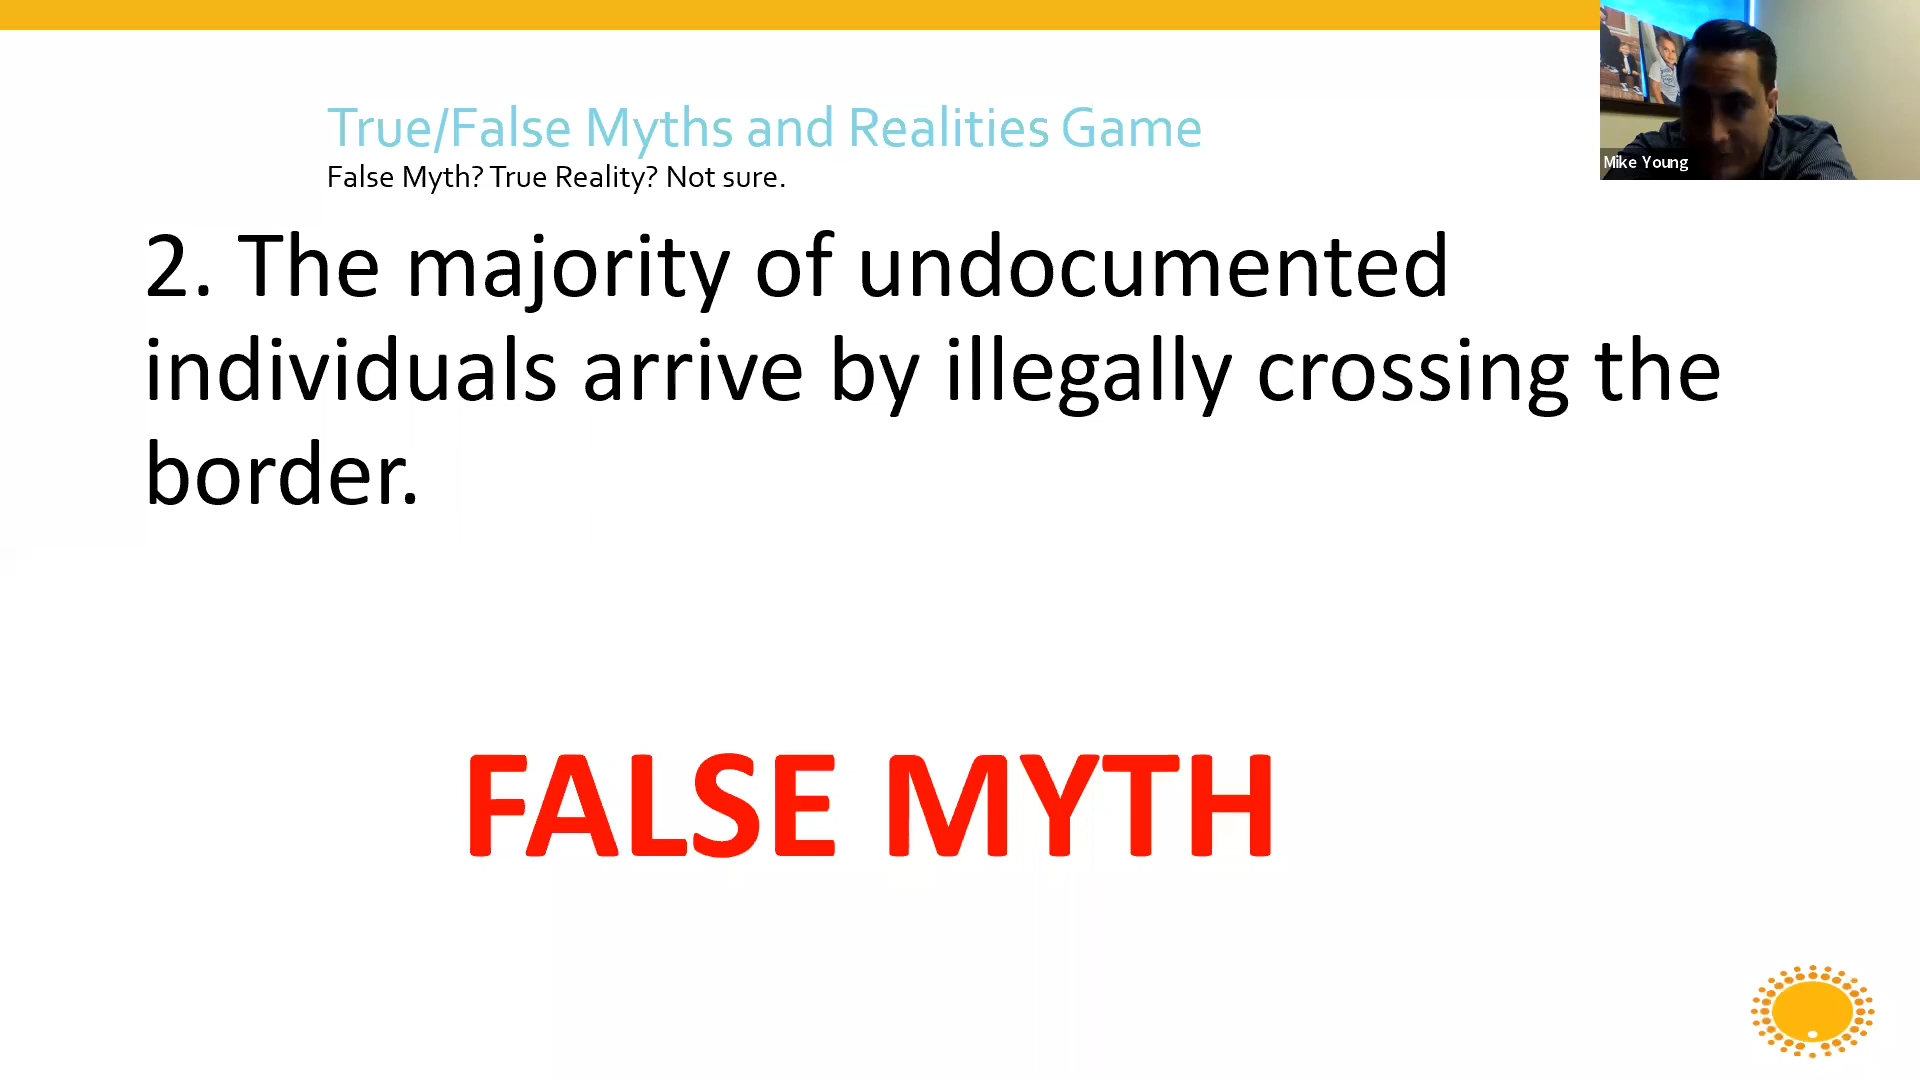 True/False Myths and Realities Game
False Myth? True Reality? Not sure.
Mike Young
2. The majority of undocumented
individuals arrive by illegally crossing the
border.
FALSE MYTH